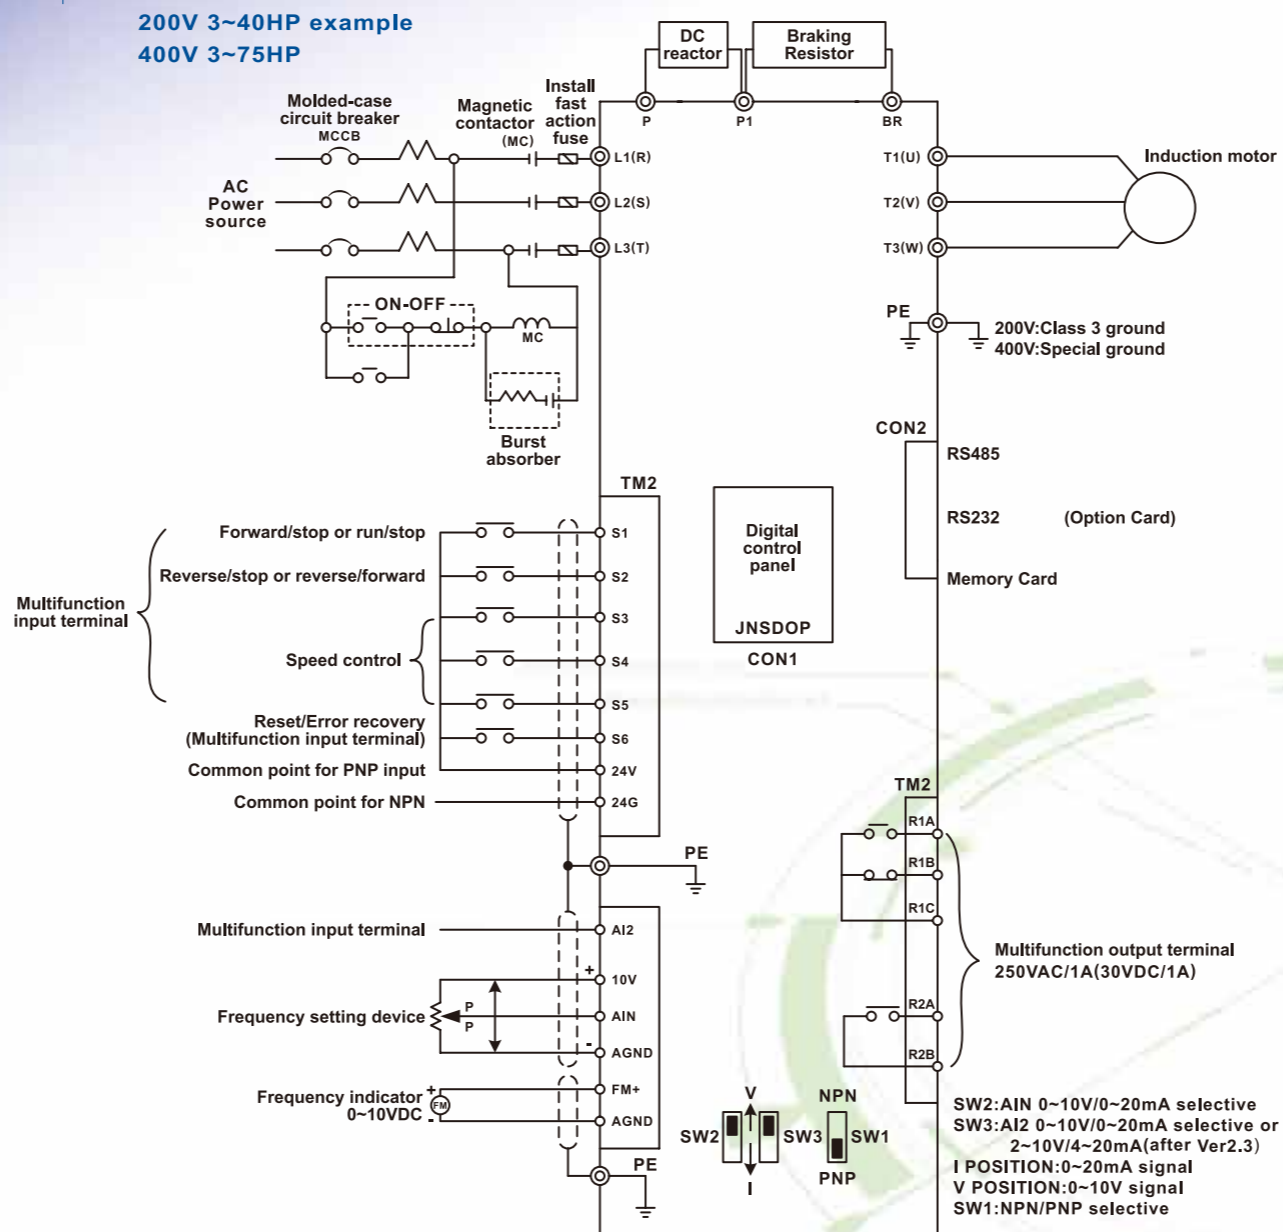 200V 3~40HP example
400V 3~75HP
DC
reactor
Braking
Resistor
P
P1
BR
Molded-case
circuit breaker
MCCB
Magnetic
contactor
(MC)
Install
fast
action
fuse
AC
Power
source
L1(R)
L2(S)
L3(T)
T1(U)
T2(V)
T3(W)
Induction motor
PE
200V:Class 3 ground
400V:Special ground
ON-OFF
MC
Burst
absorber
CON2
RS485
RS232
(Option Card)
Memory Card
TM2
Digital
control
panel
JNSDOP
CON1
Multifunction
input terminal
Forward/stop or run/stop
S1
Reverse/stop or reverse/forward
S2
S3
Speed control
S4
S5
Reset/Error recovery
(Multifunction input terminal)
S6
Common point for PNP input
24V
Common point for NPN
24G
PE
Multifunction input terminal
AI2
+
10V
Frequency setting device
P
P
AIN
-
AGND
Frequency indicator
0~10VDC
+
FM
-
FM+
AGND
PE
TM2
R1A
R1B
R1C
Multifunction output terminal
250VAC/1A(30VDC/1A)
R2A
R2B
V
SW2
SW3
I
NPN
SW1
PNP
SW2:AIN 0~10V/0~20mA selective
SW3:AI2 0~10V/0~20mA selective or
2~10V/4~20mA(after Ver2.3)
I POSITION:0~20mA signal
V POSITION:0~10V signal
SW1:NPN/PNP selective